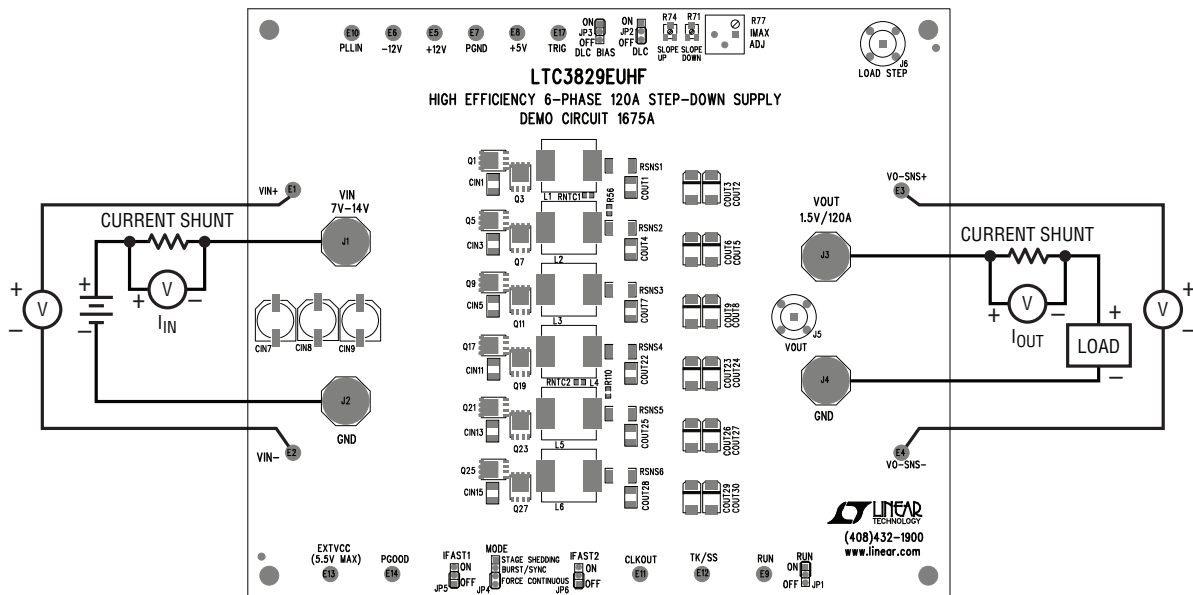 E10
PLLIN
E6
-12V
E5
+12V
E7
PGND
E8
+5V
E17
TRIG
ON
JP3
OFF
DLC BIAS
ON
JP2
OFF
DLC
R74
SLOPE
UP
R71
SLOPE
DOWN
R77
IMAX
ADJ
J6
LOAD STEP
LTC3829EUHF
HIGH EFFICIENCY 6-PHASE 120A STEP-DOWN SUPPLY
DEMO CIRCUIT 1675A
VIN+
E1
VIN
7V-14V
J1
CURRENT SHUNT
+
V
–
IIN
+
–
+
V
–
CIN7
CIN8
CIN9
J2
GND
VIN-
E2
Q1
CIN1
Q3
L1
RNTC1
R56
RSNS1
COUT1
COUT3
COUT2
Q5
CIN3
Q7
L2
RSNS2
COUT4
COUT6
COUT5
Q9
CIN5
Q11
L3
RSNS3
COUT7
COUT9
COUT8
Q17
CIN11
Q19
RNTC2
L4
R110
RSNS4
COUT22
COUT23
COUT24
Q21
CIN13
Q23
L5
RSNS5
COUT25
COUT26
COUT27
Q25
CIN15
Q27
L6
RSNS6
COUT28
COUT29
COUT30
VO-SNS+
E3
VOUT
1.5V/120A
J3
CURRENT SHUNT
+
V
–
IOUT
+
LOAD
–
+
V
–
J5
VOUT
J4
GND
E4
VO-SNS-
LINEAR
TECHNOLOGY
(408)432-1900
www.linear.com
EXTVCC
(5.5V MAX)
E13
PGOOD
E14
IFAST1
ON
OFF
JP5
MODE
STAGE SHEDDING
BURST/SYNC
FORCE CONTINUOUS
JP4
IFAST2
ON
OFF
JP6
CLKOUT
E11
TK/SS
E12
RUN
E9
RUN
ON
OFF
JP1